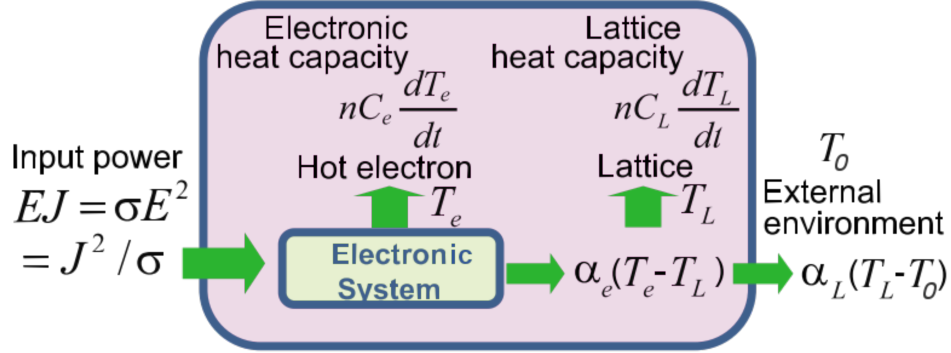 Electronic
heat capacity
nC_e dT_e/dt
Hot electron
T_e
Lattice
heat capacity
nC_L dT_L/dt
Lattice
T_L
Input power
EJ = σE²
= J² / σ
Electronic
System
α_e(T_e-T_L)
T_0
External
environment
α_L(T_L-T_0)